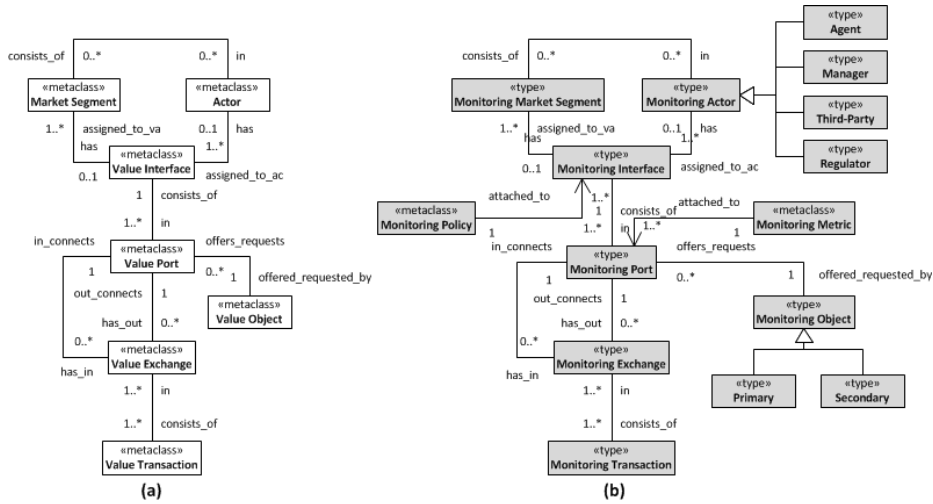 consists_of 0..* 0..* in
«metaclass»
Market Segment
«metaclass»
Actor
1..* assigned_to_va 0..1 has
has 1..*
«metaclass»
Value Interface
0..1 assigned_to_ac
1 consists_of
1..* in
in_connects offers_requests
«metaclass»
Value Port
1 0..* 1 offered_requested_by
out_connects 1
«metaclass»
Value Object
has_out 0..*
0..*
«metaclass»
Value Exchange
has_in
1..* in
1..* consists_of
«metaclass»
Value Transaction
(a)
consists_of 0..* 0..* in
«type»
Monitoring Market Segment
«type»
Monitoring Actor
«type»
Agent
«type»
Manager
«type»
Third-Party
«type»
Regulator
1..* assigned_to_va 0..1 has
has 1..*
«type»
Monitoring Interface
0..1 assigned_to_ac
attached_to 1..* attached_to
«metaclass»
Monitoring Policy
1 consists_of
«metaclass»
Monitoring Metric
1 1..* in 1..* 1
in_connects offers_requests
«type»
Monitoring Port
1 0..* 1 offered_requested_by
out_connects 1
«type»
Monitoring Object
has_out 0..*
0..*
«type»
Monitoring Exchange
has_in
1..* in
«type»
Primary
«type»
Secondary
1..* consists_of
«type»
Monitoring Transaction
(b)